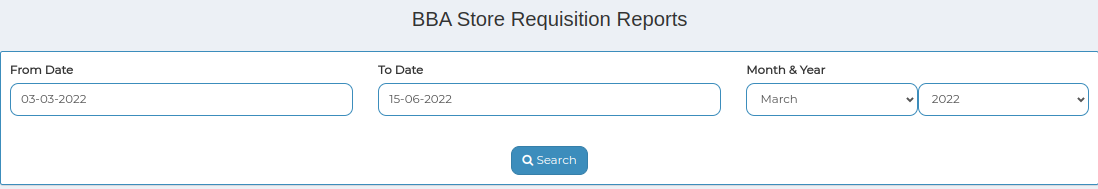 BBA Store Requisition Reports
From Date To Date Month & Year
03-03-2022 15-06-2022 March 2022
Search